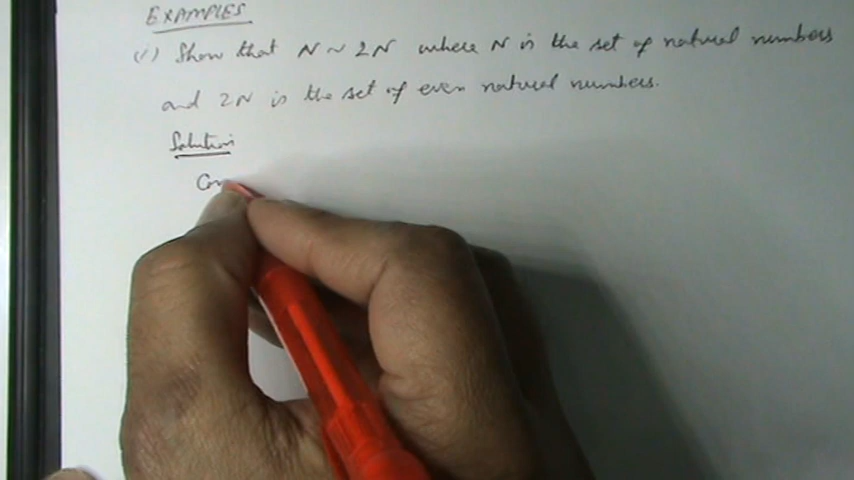 EXAMPLES
(i) Show that N ~ 2N where N is the set of natural numbers
and 2N is the set of even natural numbers.
Solution
Con